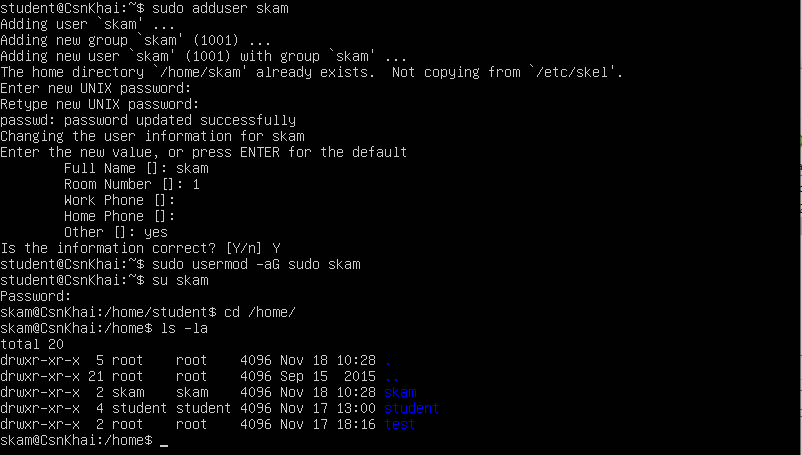 student@CsnKhai:~$ sudo adduser skam
Adding user `skam' ...
Adding new group `skam' (1001) ...
Adding new user `skam' (1001) with group `skam' ...
The home directory `/home/skam' already exists.  Not copying from `/etc/skel'.
Enter new UNIX password:
Retype new UNIX password:
passwd: password updated successfully
Changing the user information for skam
Enter the new value, or press ENTER for the default
        Full Name []: skam
        Room Number []: 1
        Work Phone []:
        Home Phone []:
        Other []: yes
Is the information correct? [Y/n] Y
student@CsnKhai:~$ sudo usermod -aG sudo skam
student@CsnKhai:~$ su skam
Password:
skam@CsnKhai:/home/student$ cd /home/
skam@CsnKhai:/home$ ls -la
total 20
drwxr-xr-x  5 root    root    4096 Nov 18 10:28 .
drwxr-xr-x 21 root    root    4096 Sep 15  2015 ..
drwxr-xr-x  2 skam    skam    4096 Nov 18 10:28 skam
drwxr-xr-x  4 student student 4096 Nov 17 13:00 student
drwxr-xr-x  2 root    root    4096 Nov 17 18:16 test
skam@CsnKhai:/home$ _